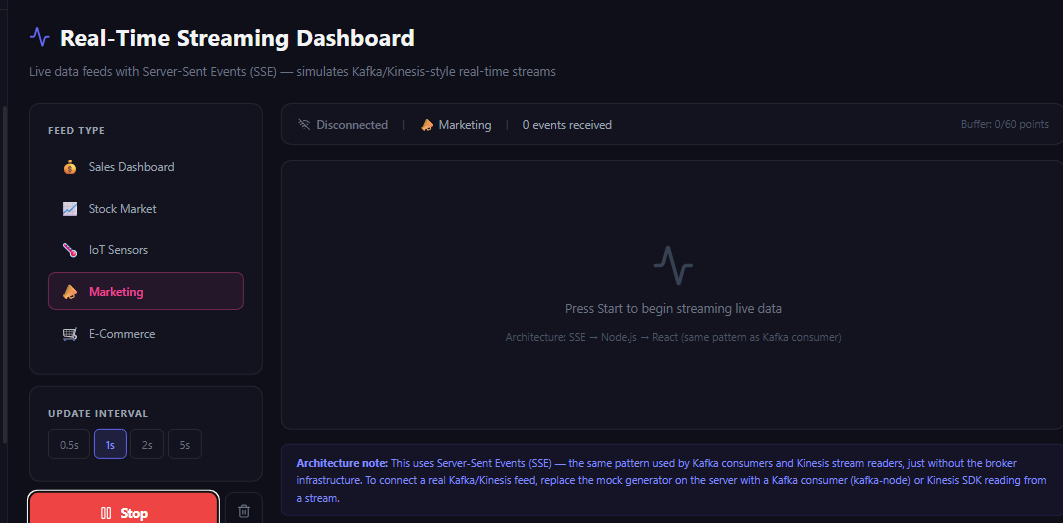 Real-Time Streaming Dashboard
Live data feeds with Server-Sent Events (SSE) — simulates Kafka/Kinesis-style real-time streams
FEED TYPE
Sales Dashboard
Stock Market
IoT Sensors
Marketing
E-Commerce
UPDATE INTERVAL
0.5s 1s 2s 5s
Stop
Disconnected | Marketing | 0 events received Buffer: 0/60 points
Press Start to begin streaming live data
Architecture: SSE → Node.js → React (same pattern as Kafka consumer)
Architecture note: This uses Server-Sent Events (SSE) — the same pattern used by Kafka consumers and Kinesis stream readers, just without the broker
infrastructure. To connect a real Kafka/Kinesis feed, replace the mock generator on the server with a Kafka consumer (kafka-node) or Kinesis SDK reading from
a stream.